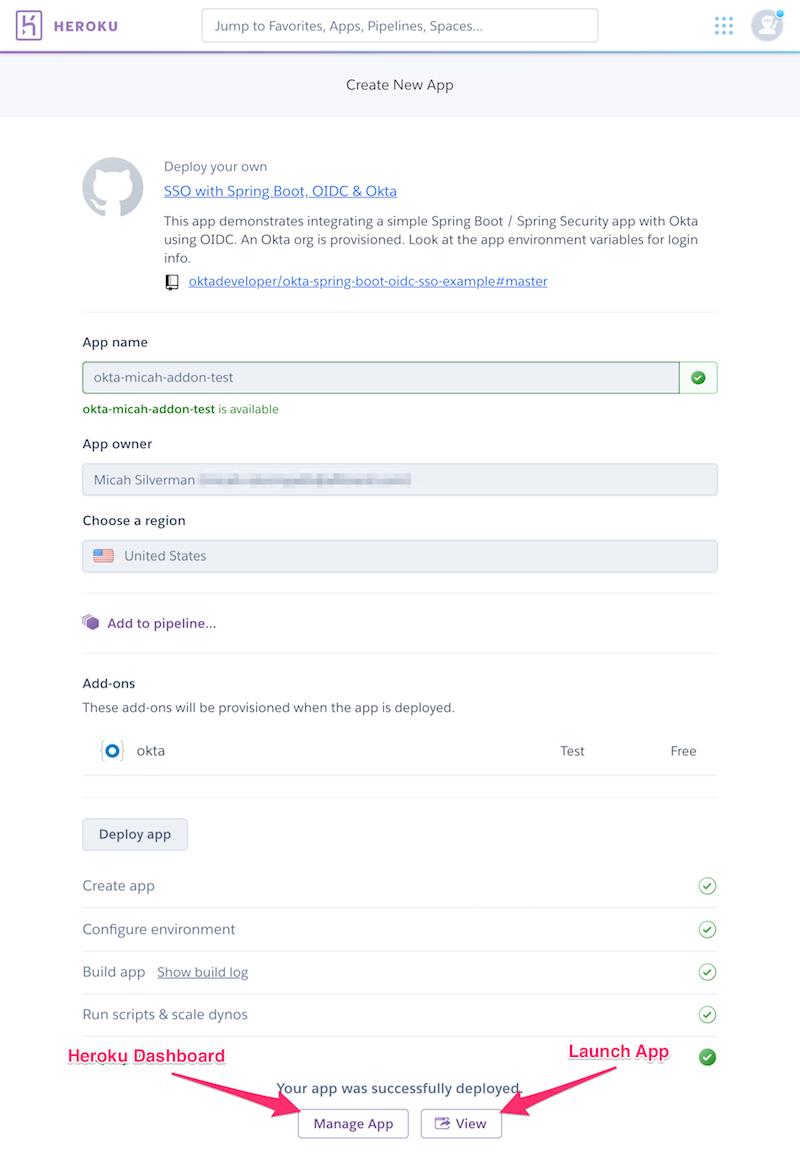 HEROKU
Jump to Favorites, Apps, Pipelines, Spaces...
Create New App
Deploy your own
SSO with Spring Boot, OIDC & Okta
This app demonstrates integrating a simple Spring Boot / Spring Security app with Okta
using OIDC. An Okta org is provisioned. Look at the app environment variables for login
info.
oktadeveloper/okta-spring-boot-oidc-sso-example#master
App name
okta-micah-addon-test
okta-micah-addon-test is available
App owner
Micah Silverman
Choose a region
United States
Add to pipeline...
Add-ons
These add-ons will be provisioned when the app is deployed.
okta Test Free
Deploy app
Create app
Configure environment
Build app Show build log
Run scripts & scale dynos
Heroku Dashboard
Launch App
Your app was successfully deployed.
Manage App
View